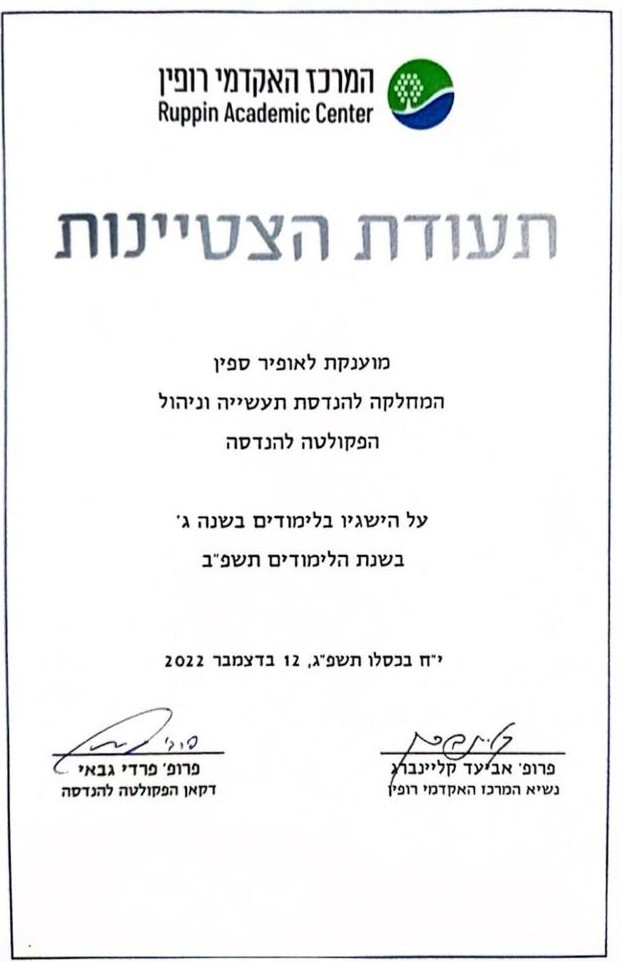 המרכז האקדמי רופין
Ruppin Academic Center
תעודת הצטיינות
מוענקת לאופיר ספין
המחלקה להנדסת תעשייה וניהול
הפקולטה להנדסה
על הישגיו בלימודים בשנה ג'
בשנת הלימודים תשפ"ב
י"ח בכסלו תשפ"ג, 12 בדצמבר 2022
פרופ' אביעד קליינברג
נשיא המרכז האקדמי רופין
פרופ' פרדי גבאי
דקאן הפקולטה להנדסה